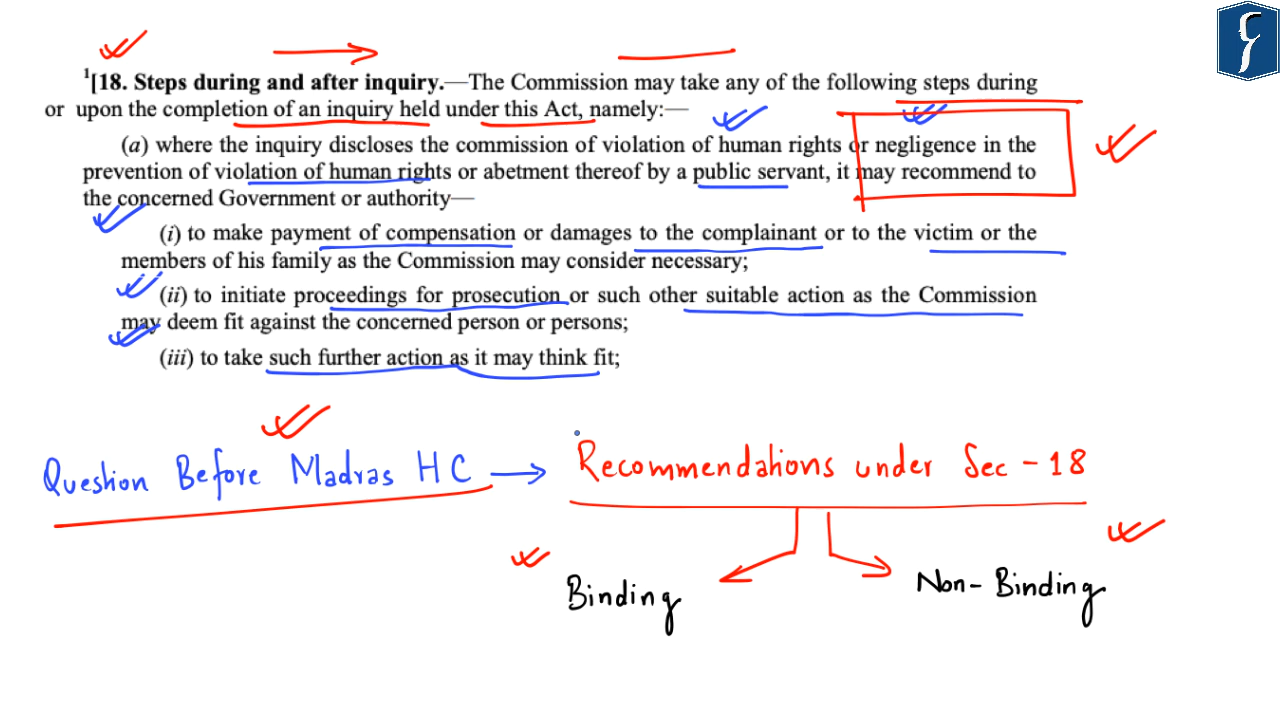 ¹[18. Steps during and after inquiry.—The Commission may take any of the following steps during
or upon the completion of an inquiry held under this Act, namely:—
(a) where the inquiry discloses the commission of violation of human rights or negligence in the
prevention of violation of human rights or abetment thereof by a public servant, it may recommend to
the concerned Government or authority—
(i) to make payment of compensation or damages to the complainant or to the victim or the
members of his family as the Commission may consider necessary;
(ii) to initiate proceedings for prosecution or such other suitable action as the Commission
may deem fit against the concerned person or persons;
(iii) to take such further action as it may think fit;
Question Before Madras HC → Recommendations under Sec - 18
Binding Non-Binding